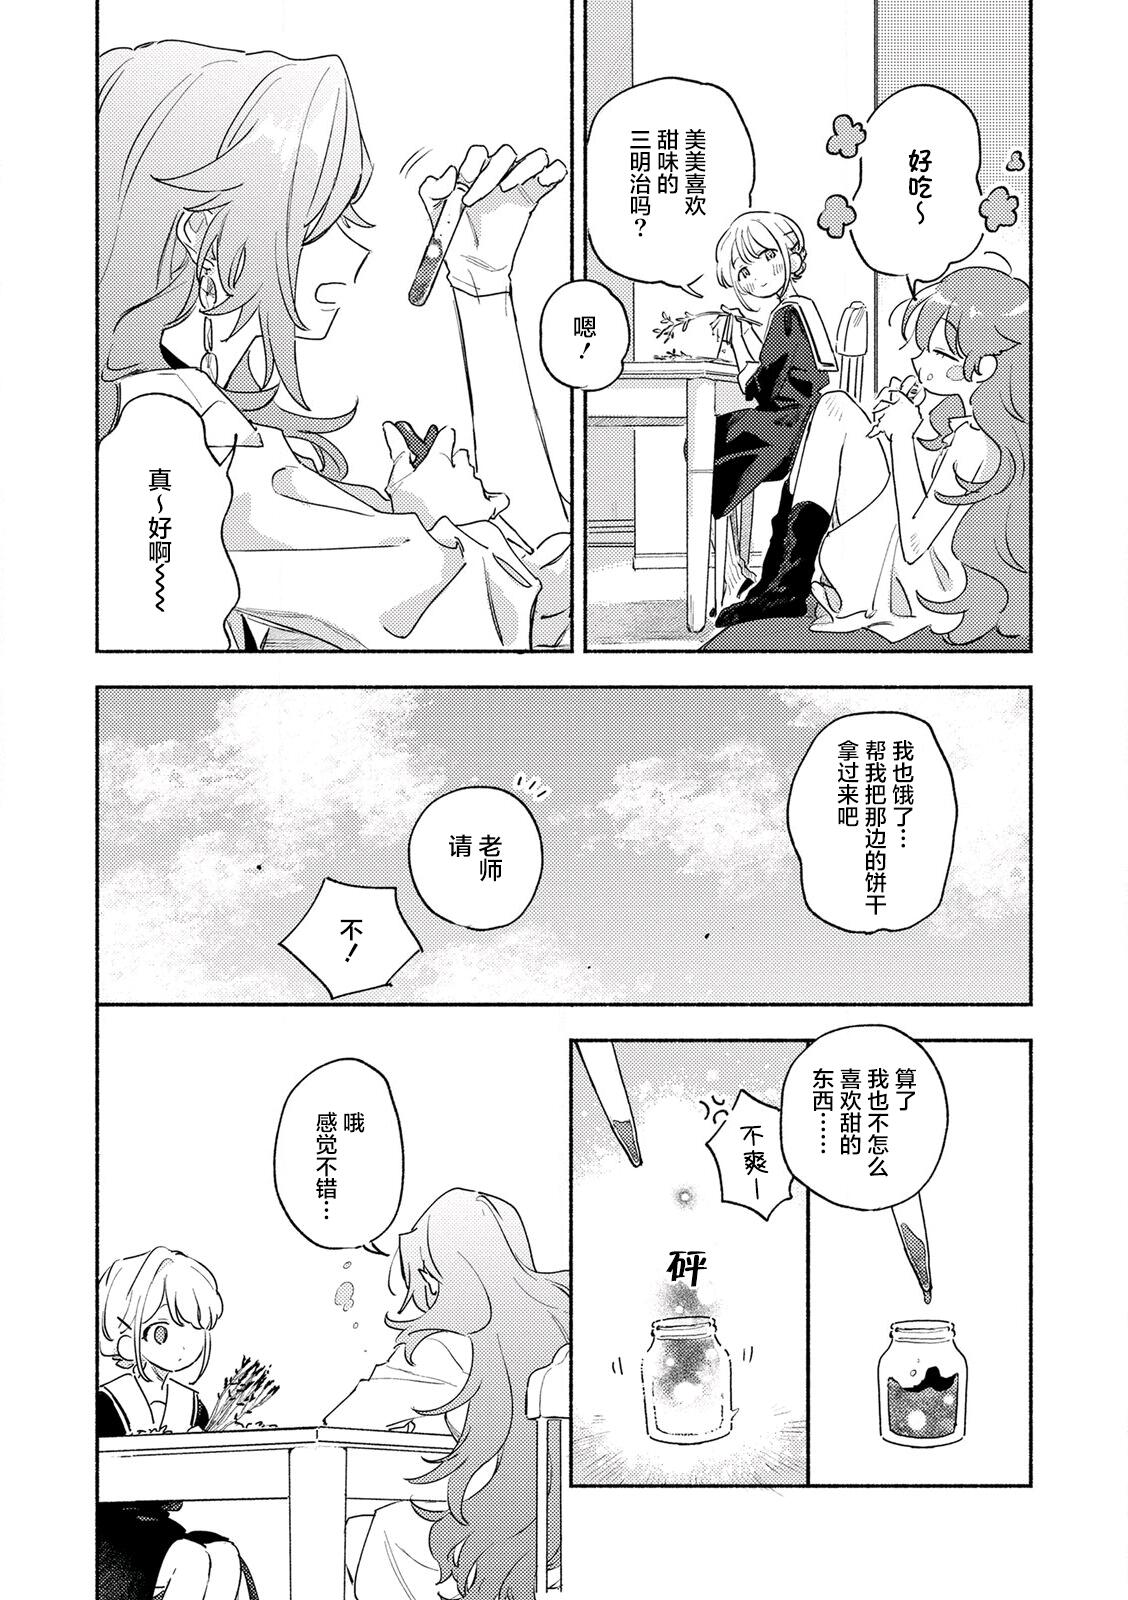 好吃～
美美喜欢
甜味的
三明治吗？
嗯！
真～好啊～～
我也饿了…
帮我把那边的饼干
拿过来吧
老师
请
不！
算了
我也不怎么
喜欢甜的
东西……
不爽ー
砰
哦
感觉不错…